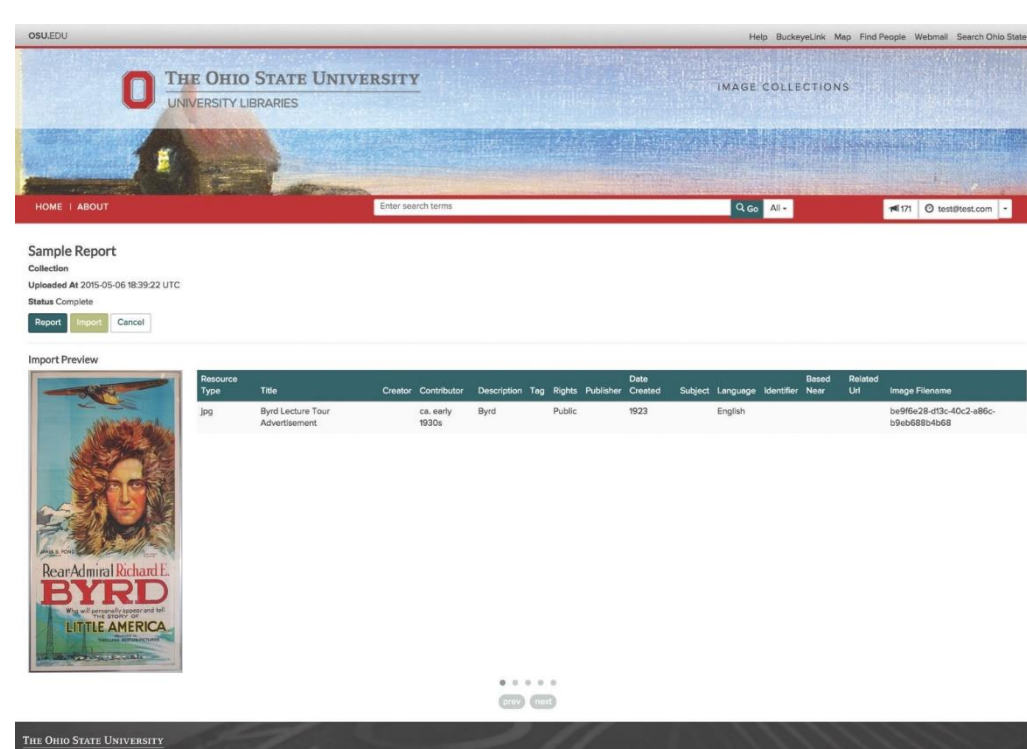 OSU.EDU
Help BuckeyeLink Map Find People Webmail Search Ohio State
THE OHIO STATE UNIVERSITY
UNIVERSITY LIBRARIES
IMAGE COLLECTIONS
HOME | ABOUT
Enter search terms
Go All
171 test@test.com
Sample Report
Collection
Uploaded At 2015-05-06 18:39:22 UTC
Status Complete
Report Import Cancel
Import Preview
Resource Type Title Creator Contributor Description Tag Rights Publisher Date Created Subject Language Identifier Based Near Related Url Image Filename
jpg Byrd Lecture Tour Advertisement ca. early 1930s Byrd Public 1923 English be9f6e28-d13c-40c2-a86c-b9eb688b4b68
Rear Admiral Richard E.
BYRD
Who will personally appear and tell
THE STORY OF
LITTLE AMERICA
prev next
THE OHIO STATE UNIVERSITY